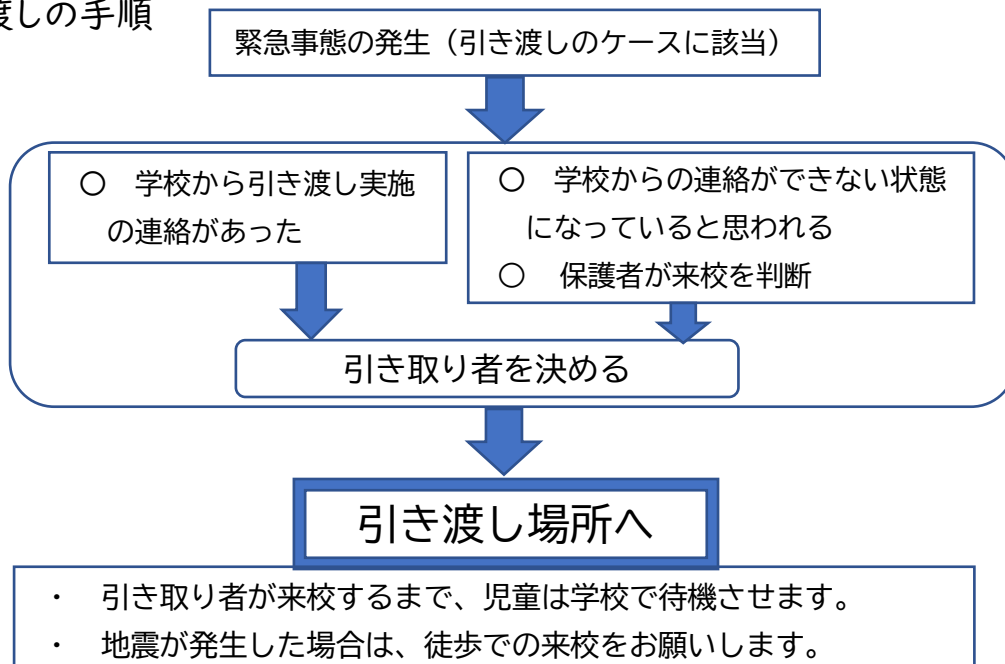 渡しの手順
緊急事態の発生（引き渡しのケースに該当）
〇　学校から引き渡し実施
の連絡があった
〇　学校からの連絡ができない状態
になっていると思われる
〇　保護者が来校を判断
引き取り者を決める
引き渡し場所へ
・　引き取り者が来校するまで、児童は学校で待機させます。
・　地震が発生した場合は、徒歩での来校をお願いします。